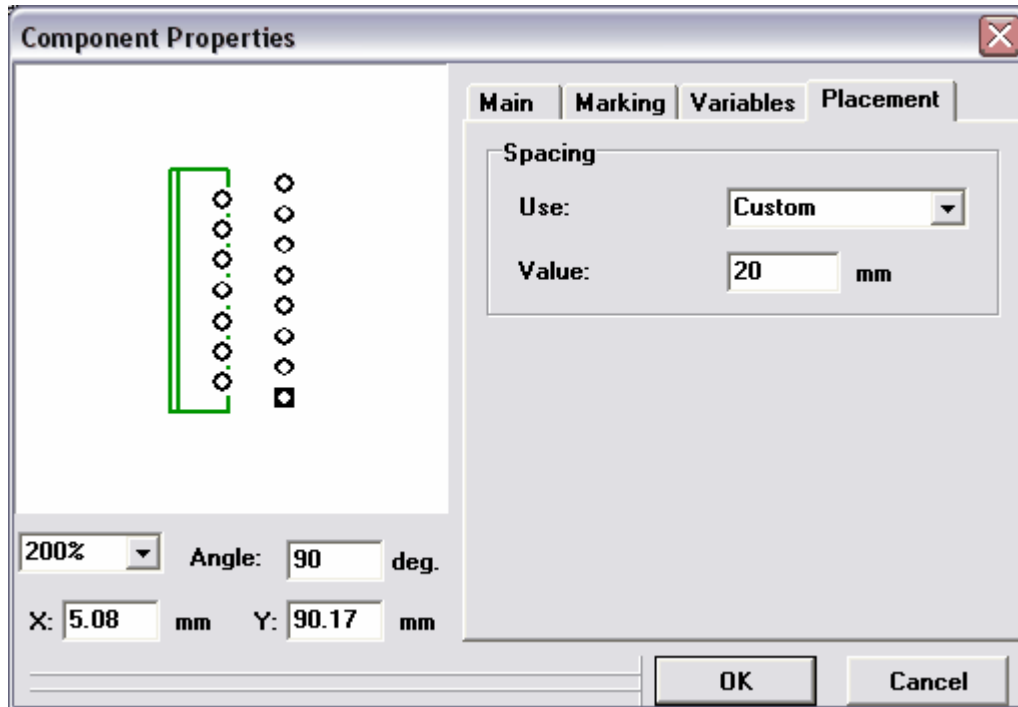 Component Properties
Main Marking Variables Placement
Spacing
Use: Custom
Value: 20 mm
200% Angle: 90 deg.
X: 5.08 mm Y: 90.17 mm
OK Cancel